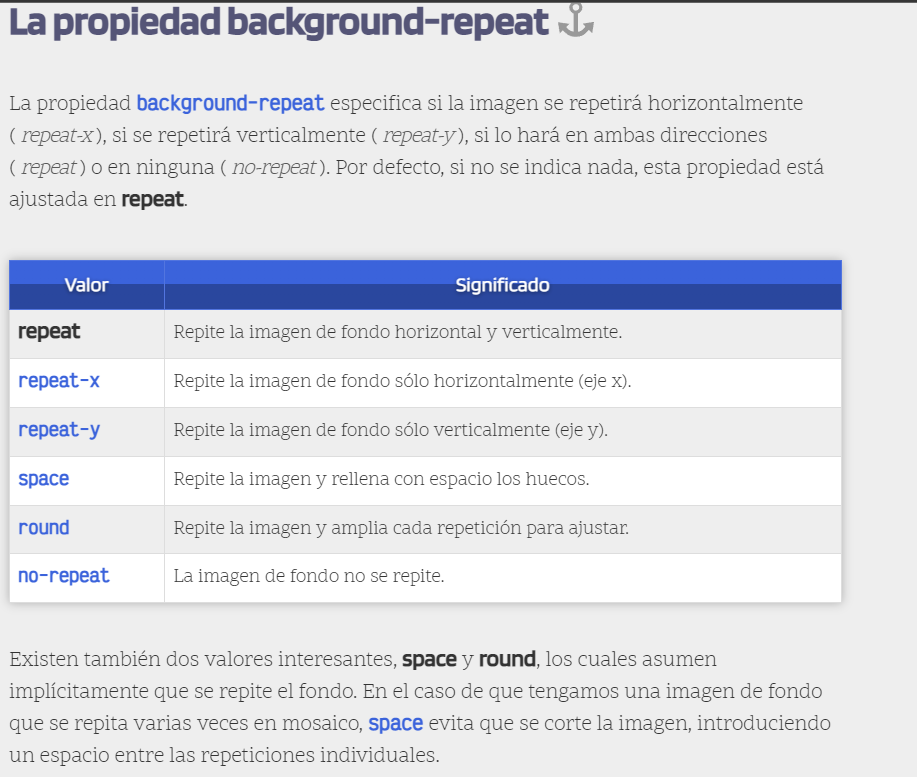 La propiedad background-repeat
La propiedad background-repeat especifica si la imagen se repetirá horizontalmente
( repeat-x ), si se repetirá verticalmente ( repeat-y ), si lo hará en ambas direcciones
( repeat ) o en ninguna ( no-repeat ). Por defecto, si no se indica nada, esta propiedad está
ajustada en repeat.
Valor Significado
repeat Repite la imagen de fondo horizontal y verticalmente.
repeat-x Repite la imagen de fondo sólo horizontalmente (eje x).
repeat-y Repite la imagen de fondo sólo verticalmente (eje y).
space Repite la imagen y rellena con espacio los huecos.
round Repite la imagen y amplia cada repetición para ajustar.
no-repeat La imagen de fondo no se repite.
Existen también dos valores interesantes, space y round, los cuales asumen
implícitamente que se repite el fondo. En el caso de que tengamos una imagen de fondo
que se repita varias veces en mosaico, space evita que se corte la imagen, introduciendo
un espacio entre las repeticiones individuales.